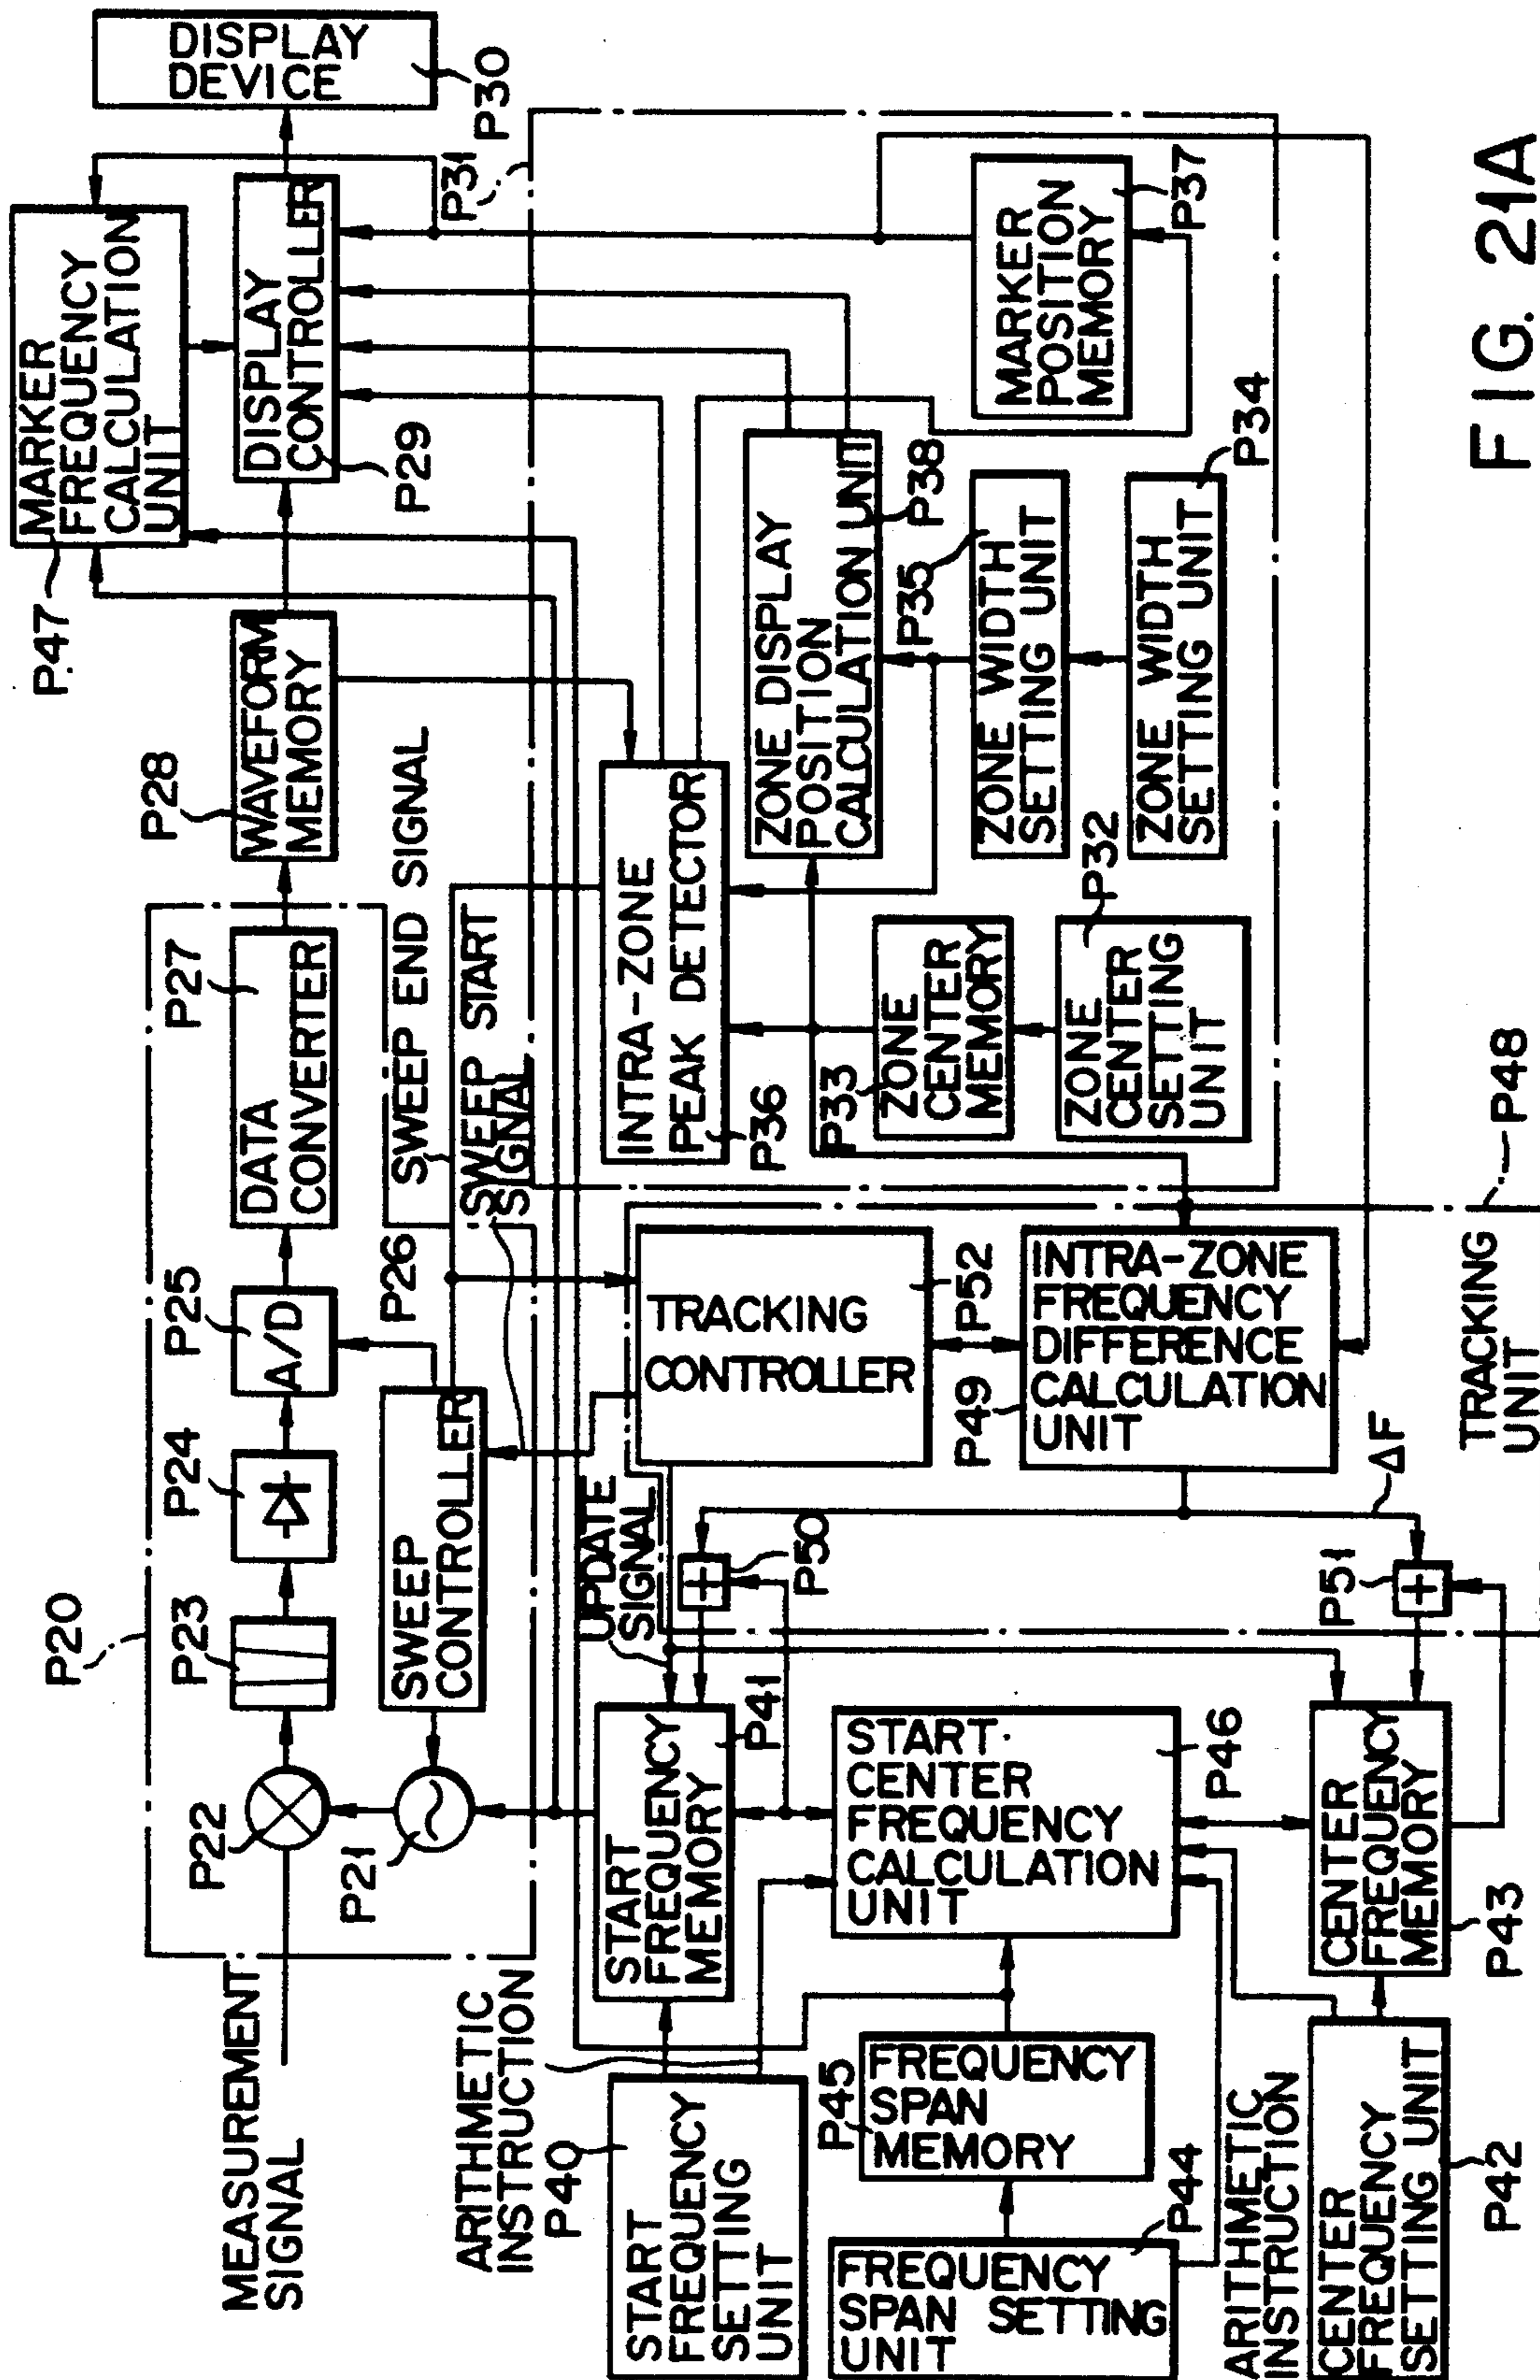 P20
MEASUREMENT
SIGNAL
P22
P23
P24
P25
A/D
P27
DATA
CONVERTER
P28
WAVEFORM
MEMORY
P47
MARKER
FREQUENCY
CALCULATION
UNIT
DISPLAY
CONTROLLER
P29
DISPLAY
DEVICE
P30
P21
SWEEP
CONTROLLER
P26
SWEEP END SIGNAL
SWEEP START
SIGNAL
P31
ARITHMETIC
INSTRUCTION
P40
START
FREQUENCY
SETTING
UNIT
START
FREQUENCY
MEMORY
P41
UPDATE
SIGNAL
+
P50
TRACKING
CONTROLLER
P52
INTRA-ZONE
PEAK DETECTOR
P36
ZONE DISPLAY
POSITION
CALCULATION UNIT
P38
P33
ZONE
CENTER
MEMORY
P32
ZONE
CENTER
SETTING
UNIT
P35
ZONE WIDTH
SETTING UNIT
P34
ZONE WIDTH
SETTING UNIT
MARKER
POSITION
MEMORY
P37
P45
FREQUENCY
SPAN
MEMORY
FREQUENCY
SPAN SETTING
UNIT
P44
START·
CENTER
FREQUENCY
CALCULATION
UNIT
P46
P49
INTRA-ZONE
FREQUENCY
DIFFERENCE
CALCULATION
UNIT
ΔF
+
P51
ARITHMETIC
INSTRUCTION
CENTER
FREQUENCY
SETTING UNIT
P42
CENTER
FREQUENCY
MEMORY
P43
TRACKING
UNIT
P48
FIG. 21A